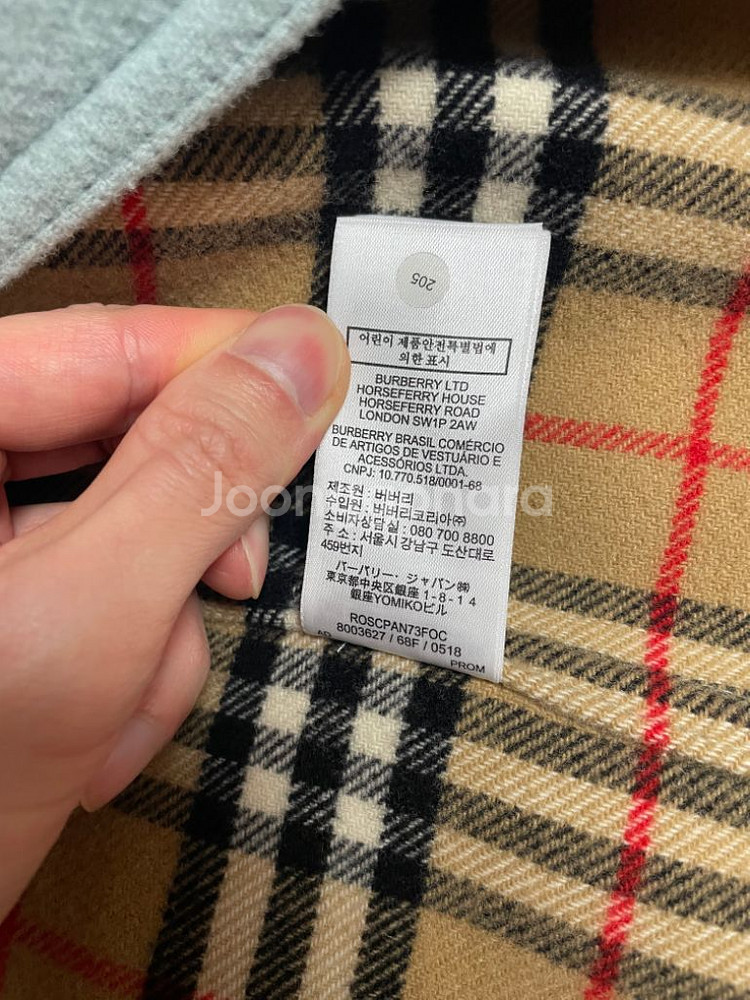 205
어린이 제품안전특별법에
의한 표시
BURBERRY LTD
HORSEFERRY HOUSE
HORSEFERRY ROAD
LONDON SW1P 2AW
BURBERRY BRASIL COMÉRCIO
DE ARTIGOS DE VESTUÁRIO E
ACESSÓRIOS LTDA.
CNPJ: 10.770.518/0001-68
제조원 : 버버리
수입원 : 버버리코리아㈜
소비자상담실 : 080 700 8800
주 소 : 서울시 강남구 도산대로
459번지
バーバリー・ジャパン㈱
東京都中央区銀座 1 - 8 - 1 4
銀座YOMIKOビル
ROSCPAN73FOC
8003627 / 68F / 0518
PROM